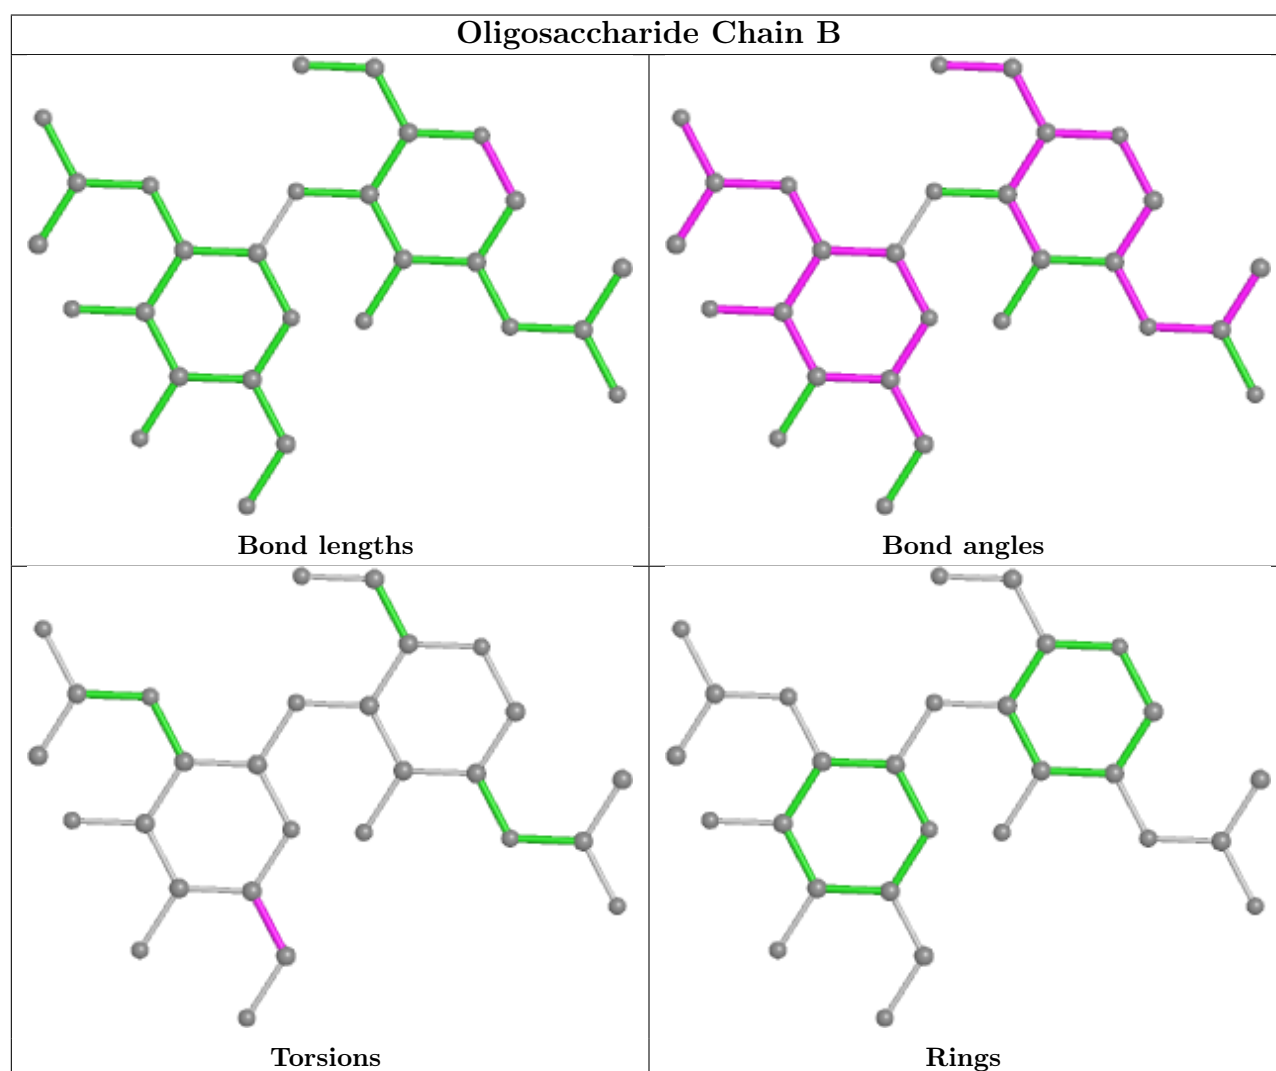 Oligosaccharide Chain B
Bond lengths
Bond angles
Torsions
Rings